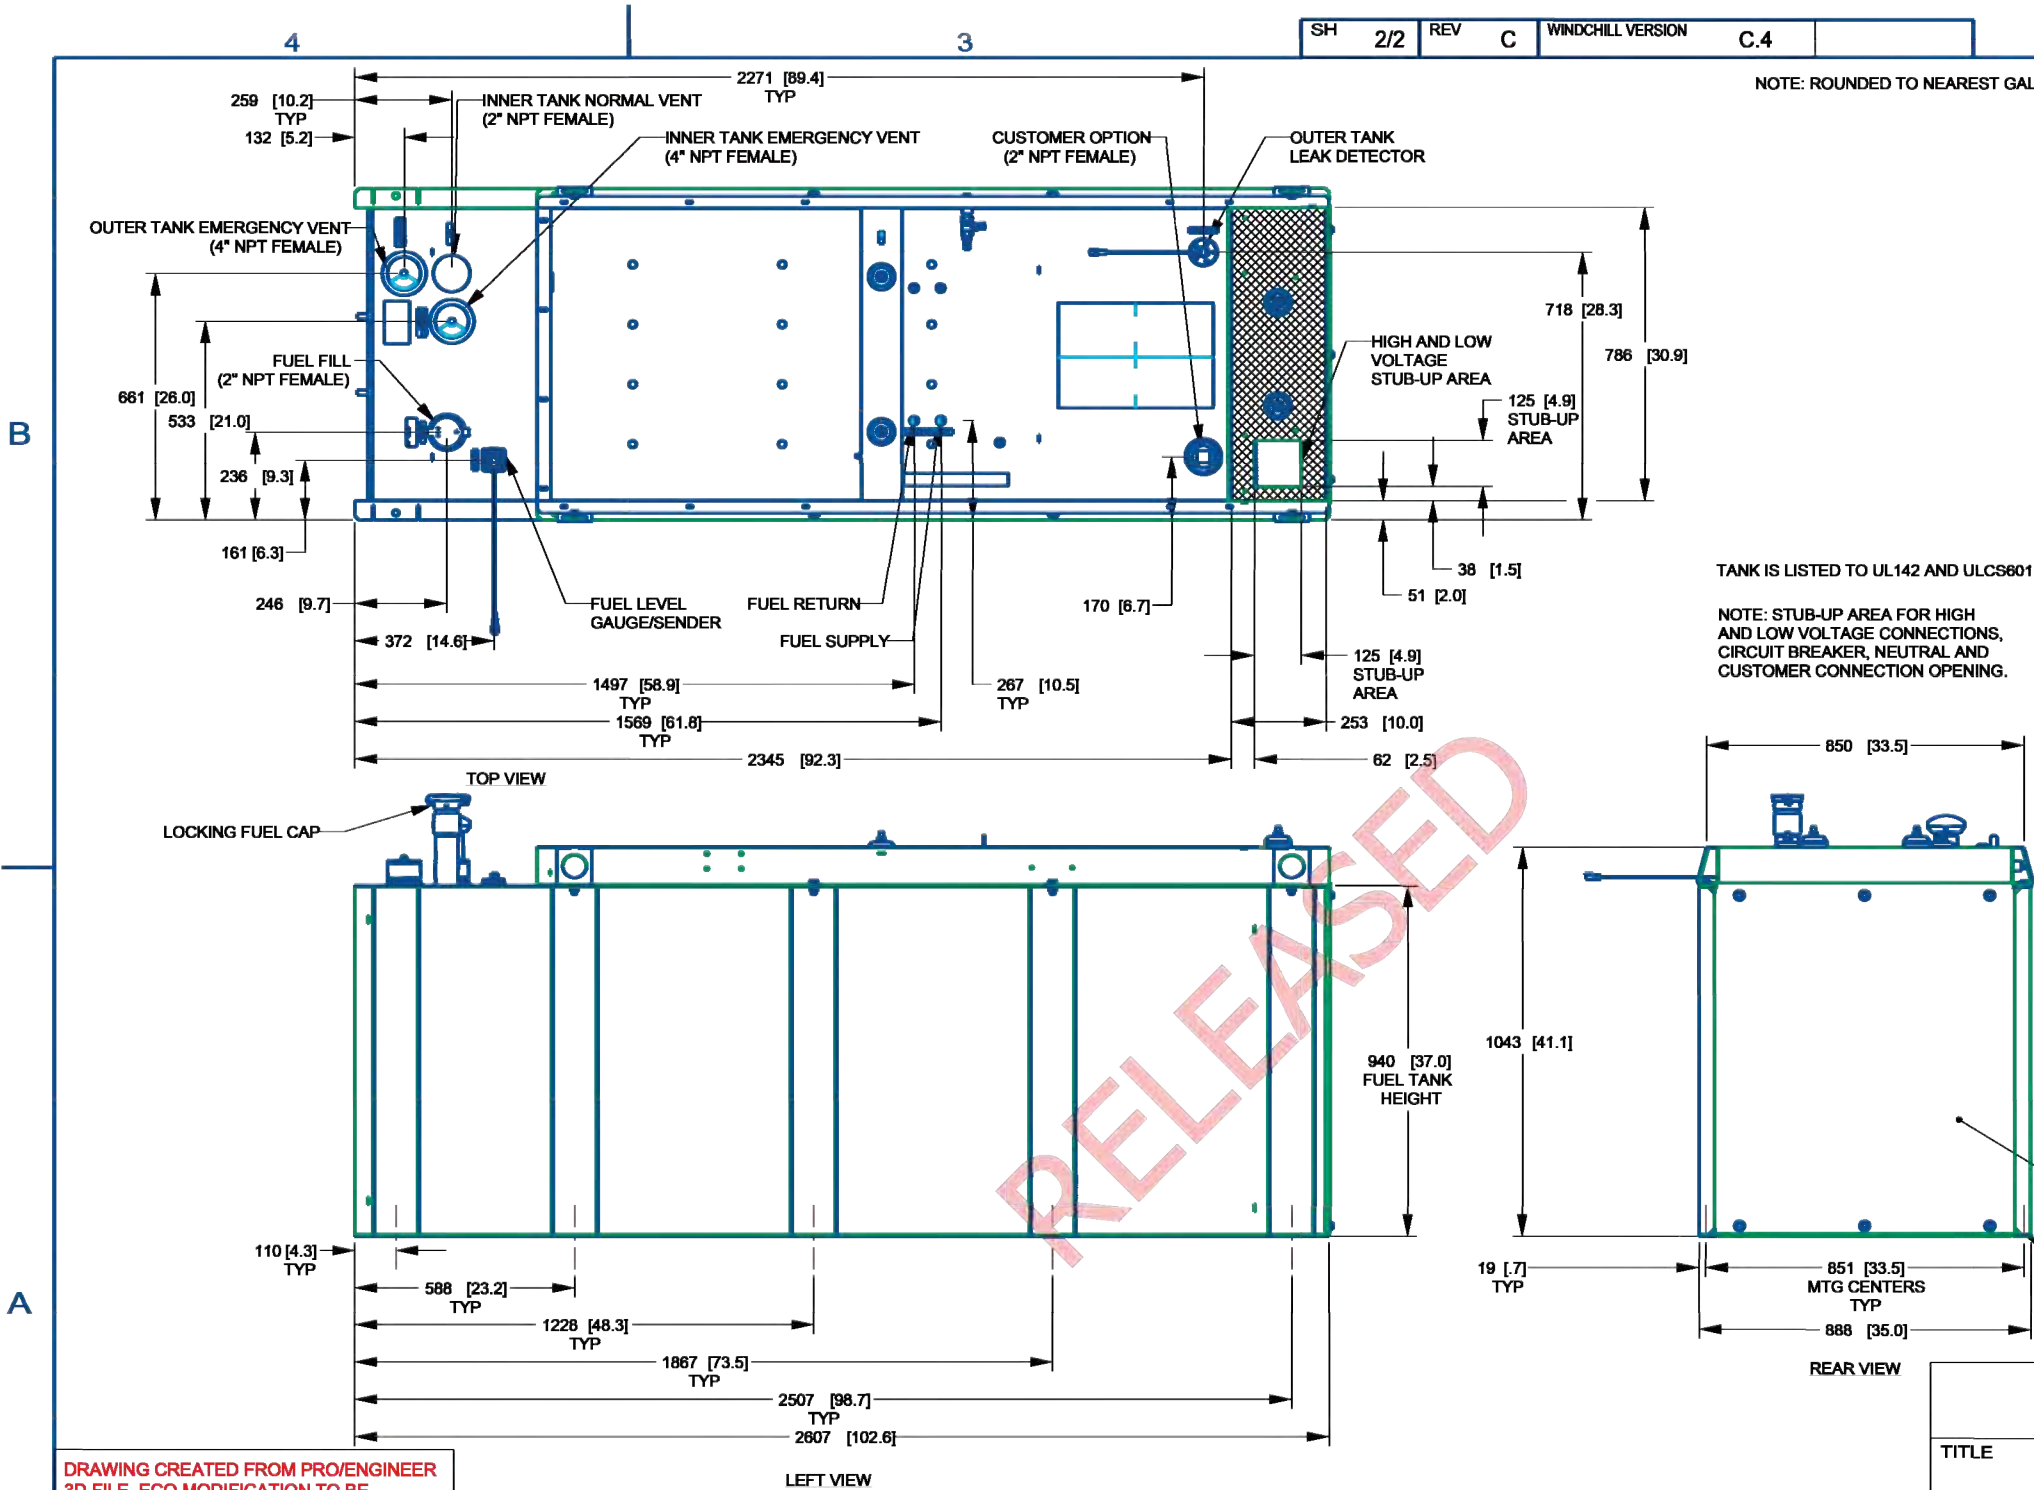 4
3
SH 2/2 REV C WINDCHILL VERSION C.4
NOTE: ROUNDED TO NEAREST GAL
2271 [89.4]
TYP
259 [10.2]
TYP
132 [5.2]
INNER TANK NORMAL VENT
(2" NPT FEMALE)
INNER TANK EMERGENCY VENT
(4" NPT FEMALE)
CUSTOMER OPTION
(2" NPT FEMALE)
OUTER TANK
LEAK DETECTOR
OUTER TANK EMERGENCY VENT
(4" NPT FEMALE)
FUEL FILL
(2" NPT FEMALE)
661 [26.0]
533 [21.0]
236 [9.3]
161 [6.3]
246 [9.7]
372 [14.6]
FUEL LEVEL
GAUGE/SENDER
FUEL RETURN
FUEL SUPPLY
1497 [58.9]
TYP
1569 [61.8]
TYP
2345 [92.3]
267 [10.5]
TYP
170 [6.7]
718 [28.3]
786 [30.9]
HIGH AND LOW
VOLTAGE
STUB-UP AREA
125 [4.9]
STUB-UP
AREA
38 [1.5]
51 [2.0]
125 [4.9]
STUB-UP
AREA
253 [10.0]
62 [2.5]
B
TANK IS LISTED TO UL142 AND ULCS601
NOTE: STUB-UP AREA FOR HIGH
AND LOW VOLTAGE CONNECTIONS,
CIRCUIT BREAKER, NEUTRAL AND
CUSTOMER CONNECTION OPENING.
TOP VIEW
LOCKING FUEL CAP
850 [33.5]
1043 [41.1]
940 [37.0]
FUEL TANK
HEIGHT
RELEASED
110 [4.3]
TYP
588 [23.2]
TYP
1228 [48.3]
TYP
1867 [73.5]
TYP
2507 [98.7]
TYP
2607 [102.6]
19 [.7]
TYP
851 [33.5]
MTG CENTERS
TYP
888 [35.0]
REAR VIEW
A
LEFT VIEW
TITLE
DRAWING CREATED FROM PRO/ENGINEER
3D FILE. ECO MODIFICATION TO BE